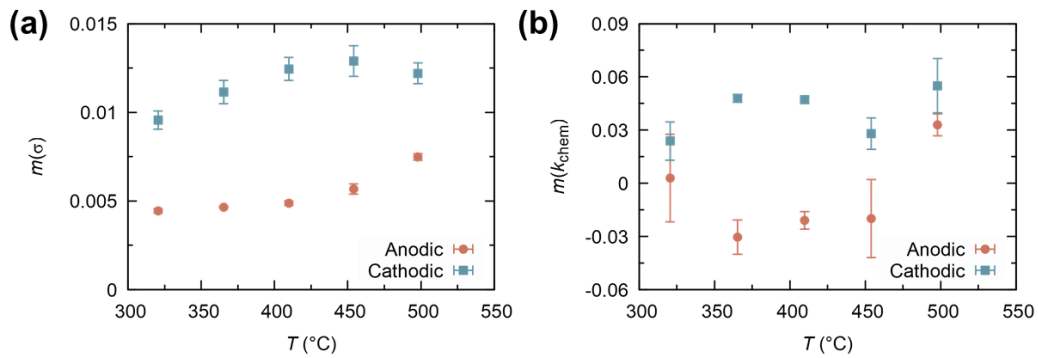 (a)
0.015
0.01
0.005
0
m(σ)
300 350 400 450 500 550
T (°C)
Anodic
Cathodic
(b)
0.09
0.06
0.03
0
-0.03
-0.06
m(kchem)
300 350 400 450 500 550
T (°C)
Anodic
Cathodic